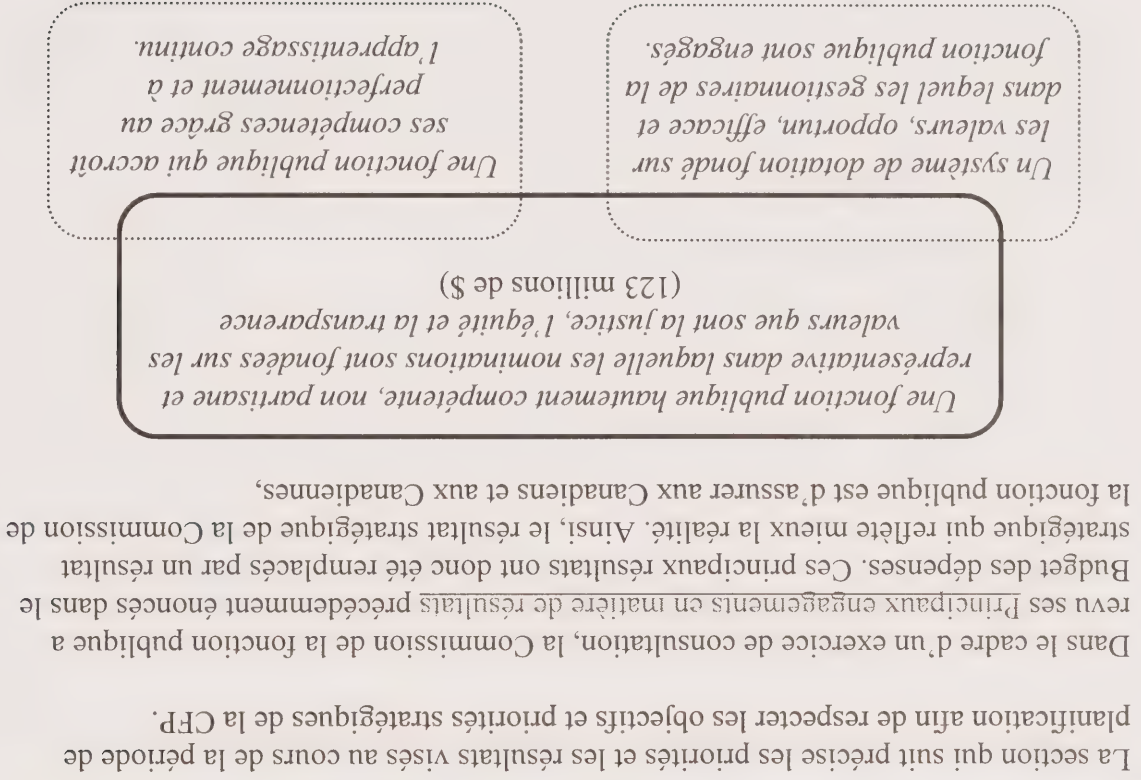 La section qui suit précise les priorités et les résultats visés au cours de la période de
planification afin de respecter les objectifs et priorités stratégiques de la CFP.
Dans le cadre d'un exercice de consultation, la Commission de la fonction publique a
revu ses Principaux engagements en matière de résultats précédemment énoncés dans le
Budget des dépenses. Ces principaux résultats ont donc été remplacés par un résultat
stratégique qui reflète mieux la réalité. Ainsi, le résultat stratégique de la Commission de
la fonction publique est d'assurer aux Canadiens et aux Canadiennes,
Une fonction publique hautement compétente, non partisane et
représentative dans laquelle les nominations sont fondées sur les
valeurs que sont la justice, l'équité et la transparence
(123 millions de $)
Un système de dotation fondé sur
les valeurs, opportun, efficace et
dans lequel les gestionnaires de la
fonction publique sont engagés.
Une fonction publique qui accroît
ses compétences grâce au
perfectionnement et à
l'apprentissage continu.